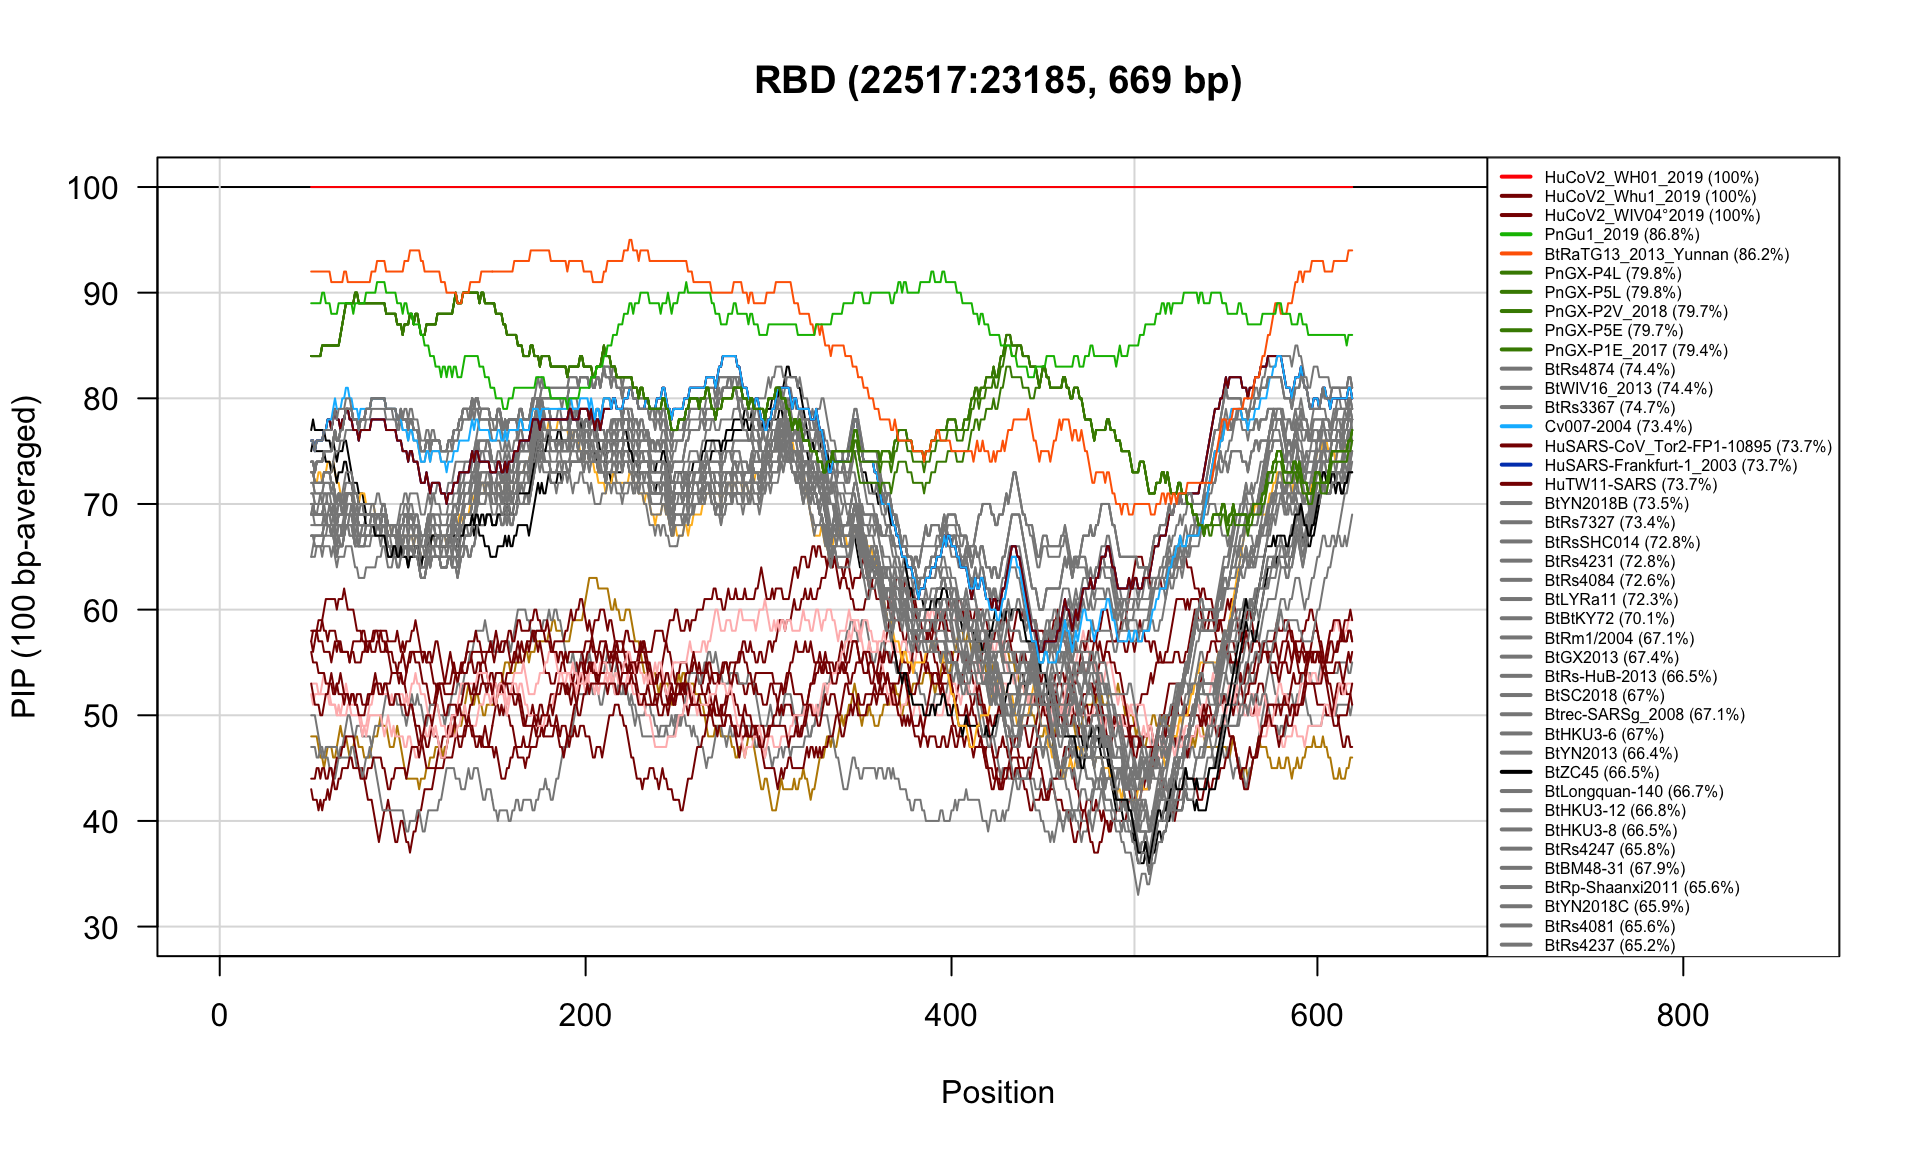 RBD (22517:23185, 669 bp)
PIP (100 bp-averaged)
100
90
80
70
60
50
40
30
0
200
400
600
800
Position
HuCoV2_WH01_2019 (100%)
HuCoV2_Whu1_2019 (100%)
HuCoV2_WIV04°2019 (100%)
PnGu1_2019 (86.8%)
BtRaTG13_2013_Yunnan (86.2%)
PnGX-P4L (79.8%)
PnGX-P5L (79.8%)
PnGX-P2V_2018 (79.7%)
PnGX-P5E (79.7%)
PnGX-P1E_2017 (79.4%)
BtRs4874 (74.4%)
BtWIV16_2013 (74.4%)
BtRs3367 (74.7%)
Cv007-2004 (73.4%)
HuSARS-CoV_Tor2-FP1-10895 (73.7%)
HuSARS-Frankfurt-1_2003 (73.7%)
HuTW11-SARS (73.7%)
BtYN2018B (73.5%)
BtRs7327 (73.4%)
BtRsSHC014 (72.8%)
BtRs4231 (72.8%)
BtRs4084 (72.6%)
BtLYRa11 (72.3%)
BtBtKY72 (70.1%)
BtRm1/2004 (67.1%)
BtGX2013 (67.4%)
BtRs-HuB-2013 (66.5%)
BtSC2018 (67%)
Btrec-SARSg_2008 (67.1%)
BtHKU3-6 (67%)
BtYN2013 (66.4%)
BtZC45 (66.5%)
BtLongquan-140 (66.7%)
BtHKU3-12 (66.8%)
BtHKU3-8 (66.5%)
BtRs4247 (65.8%)
BtBM48-31 (67.9%)
BtRp-Shaanxi2011 (65.6%)
BtYN2018C (65.9%)
BtRs4081 (65.6%)
BtRs4237 (65.2%)